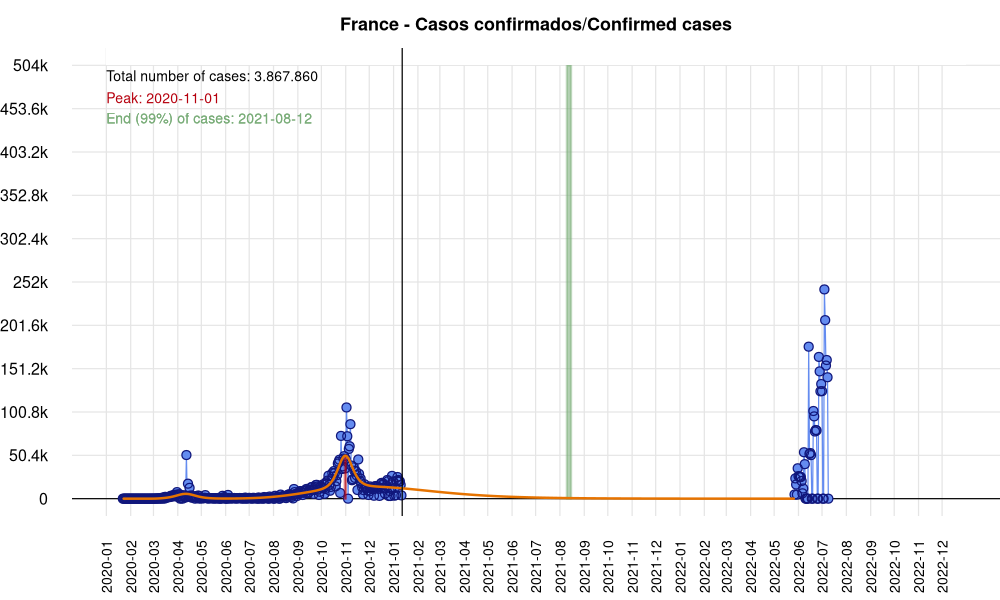 France - Casos confirmados/Confirmed cases
Total number of cases: 3.867.860
Peak: 2020-11-01
End (99%) of cases: 2021-08-12
504k
453.6k
403.2k
352.8k
302.4k
252k
201.6k
151.2k
100.8k
50.4k
0
2020-01
2020-02
2020-03
2020-04
2020-05
2020-06
2020-07
2020-08
2020-09
2020-10
2020-11
2020-12
2021-01
2021-02
2021-03
2021-04
2021-05
2021-06
2021-07
2021-08
2021-09
2021-10
2021-11
2021-12
2022-01
2022-02
2022-03
2022-04
2022-05
2022-06
2022-07
2022-08
2022-09
2022-10
2022-11
2022-12